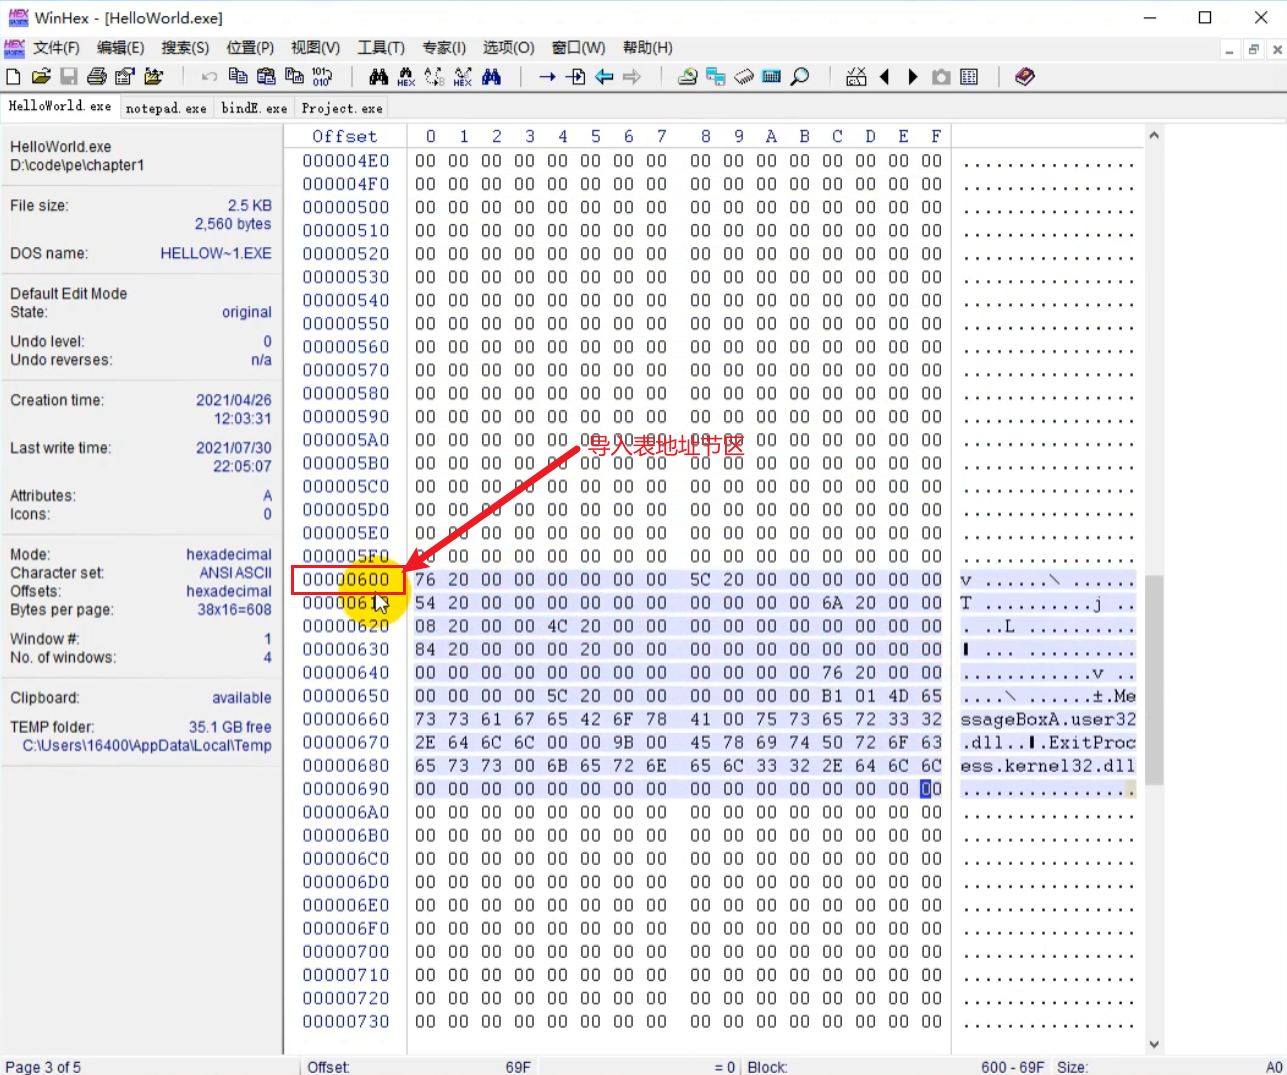 WinHex - [HelloWorld.exe]
文件(F) 编辑(E) 搜索(S) 位置(P) 视图(V) 工具(T) 专家(I) 选项(O) 窗口(W) 帮助(H)
HelloWorld.exe notepad.exe bindE.exe Project.exe
HelloWorld.exe
D:\code\pe\chapter1
File size: 2.5 KB
2,560 bytes
DOS name: HELLOW~1.EXE
Default Edit Mode
State: original
Undo level: 0
Undo reverses: n/a
Creation time: 2021/04/26
12:03:31
Last write time: 2021/07/30
22:05:07
Attributes: A
Icons: 0
Mode: hexadecimal
Character set: ANSI ASCII
Offsets: hexadecimal
Bytes per page: 38x16=608
Window #: 1
No. of windows: 4
Clipboard: available
TEMP folder: 35.1 GB free
C:\Users\16400\AppData\Local\Temp
Offset 0 1 2 3 4 5 6 7 8 9 A B C D E F
000004E0 00 00 00 00 00 00 00 00 00 00 00 00 00 00 00 00 ................
000004F0 00 00 00 00 00 00 00 00 00 00 00 00 00 00 00 00 ................
00000500 00 00 00 00 00 00 00 00 00 00 00 00 00 00 00 00 ................
00000510 00 00 00 00 00 00 00 00 00 00 00 00 00 00 00 00 ................
00000520 00 00 00 00 00 00 00 00 00 00 00 00 00 00 00 00 ................
00000530 00 00 00 00 00 00 00 00 00 00 00 00 00 00 00 00 ................
00000540 00 00 00 00 00 00 00 00 00 00 00 00 00 00 00 00 ................
00000550 00 00 00 00 00 00 00 00 00 00 00 00 00 00 00 00 ................
00000560 00 00 00 00 00 00 00 00 00 00 00 00 00 00 00 00 ................
00000570 00 00 00 00 00 00 00 00 00 00 00 00 00 00 00 00 ................
00000580 00 00 00 00 00 00 00 00 00 00 00 00 00 00 00 00 ................
00000590 00 00 00 00 00 00 00 00 00 00 00 00 00 00 00 00 ................
000005A0 00 00 00 00 00 00 00 00 00 00 00 00 00 00 00 00 ................
导入表地址节区
000005B0 00 00 00 00 00 00 00 00 00 00 00 00 00 00 00 00 ................
000005C0 00 00 00 00 00 00 00 00 00 00 00 00 00 00 00 00 ................
000005D0 00 00 00 00 00 00 00 00 00 00 00 00 00 00 00 00 ................
000005E0 00 00 00 00 00 00 00 00 00 00 00 00 00 00 00 00 ................
000005F0 00 00 00 00 00 00 00 00 00 00 00 00 00 00 00 00 ................
00000600 76 20 00 00 00 00 00 00 5C 20 00 00 00 00 00 00 v ......\ ......
00000610 54 20 00 00 00 00 00 00 00 00 00 00 6A 20 00 00 T ..........j ..
00000620 08 20 00 00 4C 20 00 00 00 00 00 00 00 00 00 00 . ..L ..........
00000630 84 20 00 00 00 20 00 00 00 00 00 00 00 00 00 00 ... ..........
00000640 00 00 00 00 00 00 00 00 00 00 00 00 76 20 00 00 ............v ..
00000650 00 00 00 00 5C 20 00 00 00 00 00 00 B1 01 4D 65 ....\ ......±.Me
00000660 73 73 61 67 65 42 6F 78 41 00 75 73 65 72 33 32 ssageBoxA.user32
00000670 2E 64 6C 6C 00 00 9B 00 45 78 69 74 50 72 6F 63 .dll...ExitProc
00000680 65 73 73 00 6B 65 72 6E 65 6C 33 32 2E 64 6C 6C ess.kernel32.dll
00000690 00 00 00 00 00 00 00 00 00 00 00 00 00 00 00 00 ................
000006A0 00 00 00 00 00 00 00 00 00 00 00 00 00 00 00 00 ................
000006B0 00 00 00 00 00 00 00 00 00 00 00 00 00 00 00 00 ................
000006C0 00 00 00 00 00 00 00 00 00 00 00 00 00 00 00 00 ................
000006D0 00 00 00 00 00 00 00 00 00 00 00 00 00 00 00 00 ................
000006E0 00 00 00 00 00 00 00 00 00 00 00 00 00 00 00 00 ................
000006F0 00 00 00 00 00 00 00 00 00 00 00 00 00 00 00 00 ................
00000700 00 00 00 00 00 00 00 00 00 00 00 00 00 00 00 00 ................
00000710 00 00 00 00 00 00 00 00 00 00 00 00 00 00 00 00 ................
00000720 00 00 00 00 00 00 00 00 00 00 00 00 00 00 00 00 ................
00000730 00 00 00 00 00 00 00 00 00 00 00 00 00 00 00 00 ................
Page 3 of 5 Offset: 69F = 0 Block: 600 - 69F Size: A0